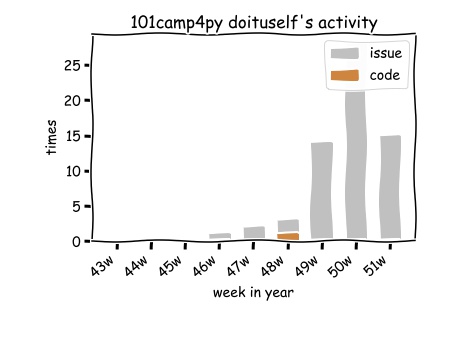 101camp4py doituself's activity
issue
code
times
25
20
15
10
5
0
43w 44w 45w 46w 47w 48w 49w 50w 51w
week in year